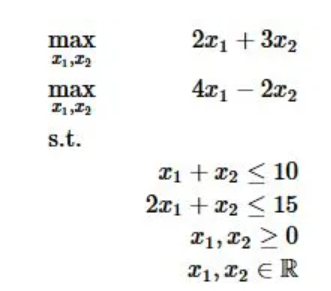 max 2x₁ + 3x₂
x₁,x₂
max 4x₁ − 2x₂
x₁,x₂
s.t.
x₁ + x₂ ≤ 10
2x₁ + x₂ ≤ 15
x₁, x₂ ≥ 0
x₁, x₂ ∈ ℝ